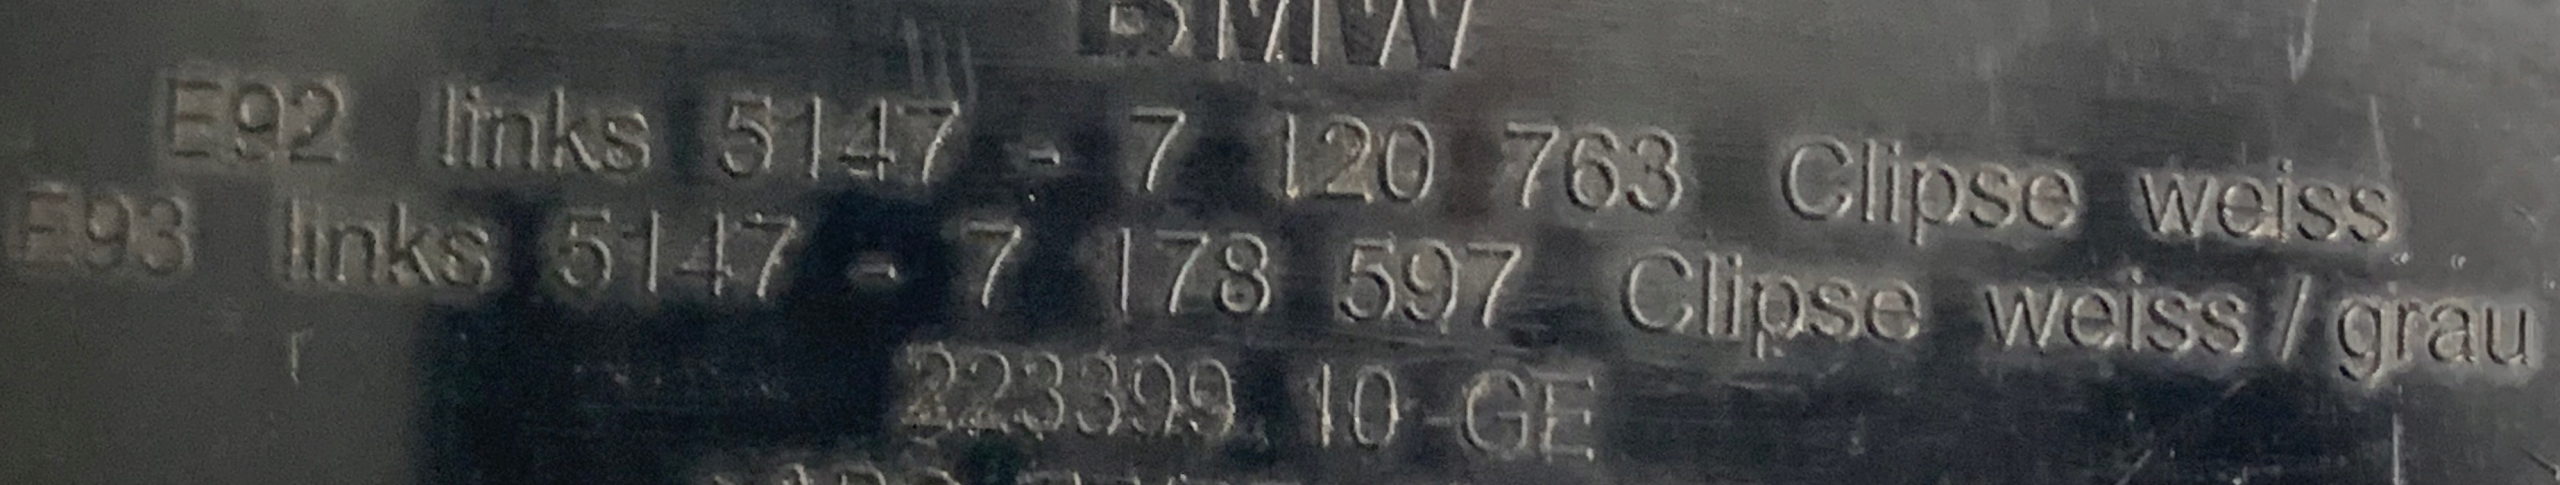 BMW
E92 links 5147 - 7 120 763 Clipse weiss
E93 links 5147 - 7 178 597 Clipse weiss / grau
223399 10-GE